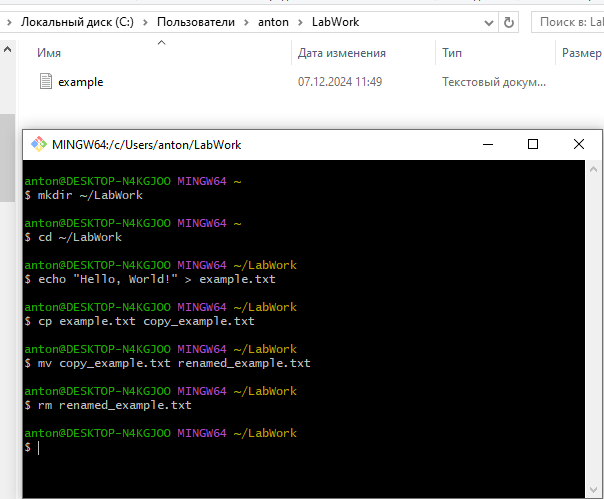 Локальный диск (C:) > Пользователи > anton > LabWork
Поиск в: La
Имя Дата изменения Тип Размер
example 07.12.2024 11:49 Текстовый докум...
MINGW64:/c/Users/anton/LabWork
anton@DESKTOP-N4KGJOO MINGW64 ~
$ mkdir ~/LabWork
anton@DESKTOP-N4KGJOO MINGW64 ~
$ cd ~/LabWork
anton@DESKTOP-N4KGJOO MINGW64 ~/LabWork
$ echo "Hello, World!" > example.txt
anton@DESKTOP-N4KGJOO MINGW64 ~/LabWork
$ cp example.txt copy_example.txt
anton@DESKTOP-N4KGJOO MINGW64 ~/LabWork
$ mv copy_example.txt renamed_example.txt
anton@DESKTOP-N4KGJOO MINGW64 ~/LabWork
$ rm renamed_example.txt
anton@DESKTOP-N4KGJOO MINGW64 ~/LabWork
$